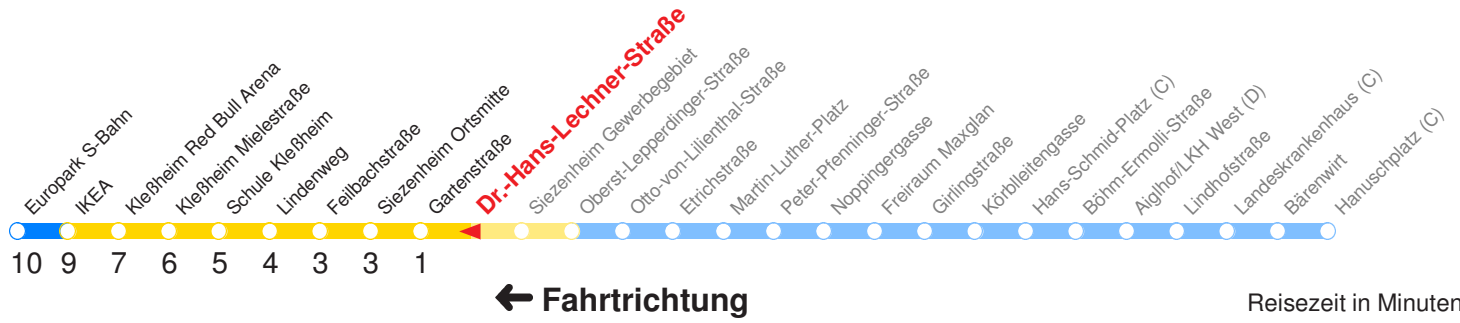 Europark S-Bahn
IKEA
Kleßheim Red Bull Arena
Kleßheim Mielestraße
Schule Kleßheim
Lindenweg
Feilbachstraße
Siezenheim Ortsmitte
Gartenstraße
Dr.-Hans-Lechner-Straße
Siezenheim Gewerbegebiet
Oberst-Lepperdinger-Straße
Otto-von-Lilienthal-Straße
Etrichstraße
Martin-Luther-Platz
Peter-Pfenninger-Straße
Noppingergasse
Freiraum Maxglan
Girlingstraße
Körblleitengasse
Hans-Schmid-Platz (C)
Böhm-Ermolli-Straße
Aiglhof/LKH West (D)
Lindhofstraße
Landeskrankenhaus (C)
Bärenwirt
Hanuschplatz (C)
10 9 7 6 5 4 3 3 1
Fahrtrichtung
Reisezeit in Minuten